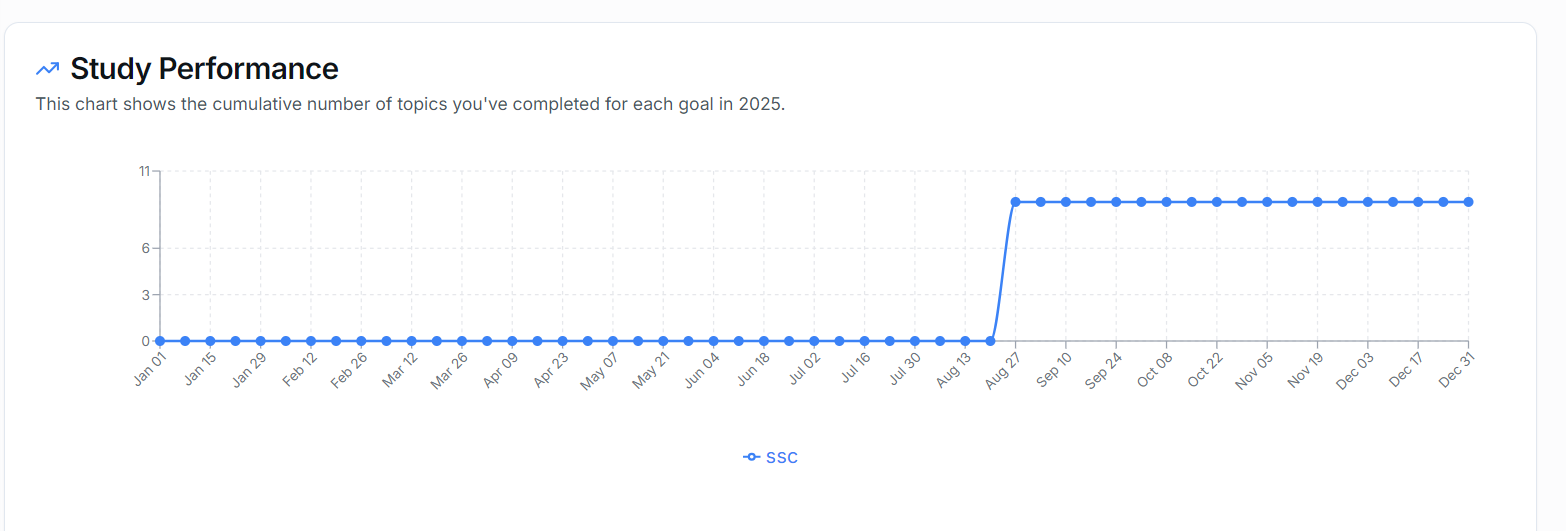 Study Performance
This chart shows the cumulative number of topics you've completed for each goal in 2025.
11
6
3
0
Jan 01 Jan 15 Jan 29 Feb 12 Feb 26 Mar 12 Mar 26 Apr 09 Apr 23 May 07 May 21 Jun 04 Jun 18 Jul 02 Jul 16 Jul 30 Aug 13 Aug 27 Sep 10 Sep 24 Oct 08 Oct 22 Nov 05 Nov 19 Dec 03 Dec 17 Dec 31
SSC